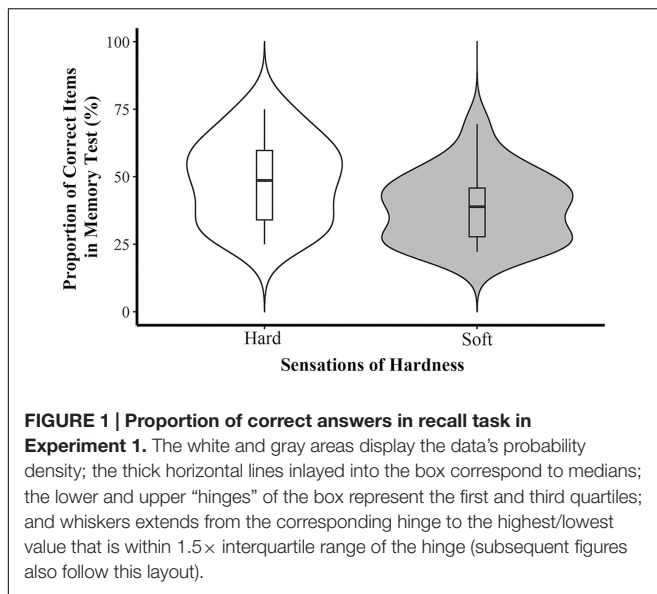 Proportion of Correct Items
in Memory Test (%)
100
75
50
25
0
Hard Soft
Sensations of Hardness
FIGURE 1 | Proportion of correct answers in recall task in
Experiment 1. The white and gray areas display the data's probability
density; the thick horizontal lines inlayed into the box correspond to medians;
the lower and upper “hinges” of the box represent the first and third quartiles;
and whiskers extends from the corresponding hinge to the highest/lowest
value that is within 1.5× interquartile range of the hinge (subsequent figures
also follow this layout).